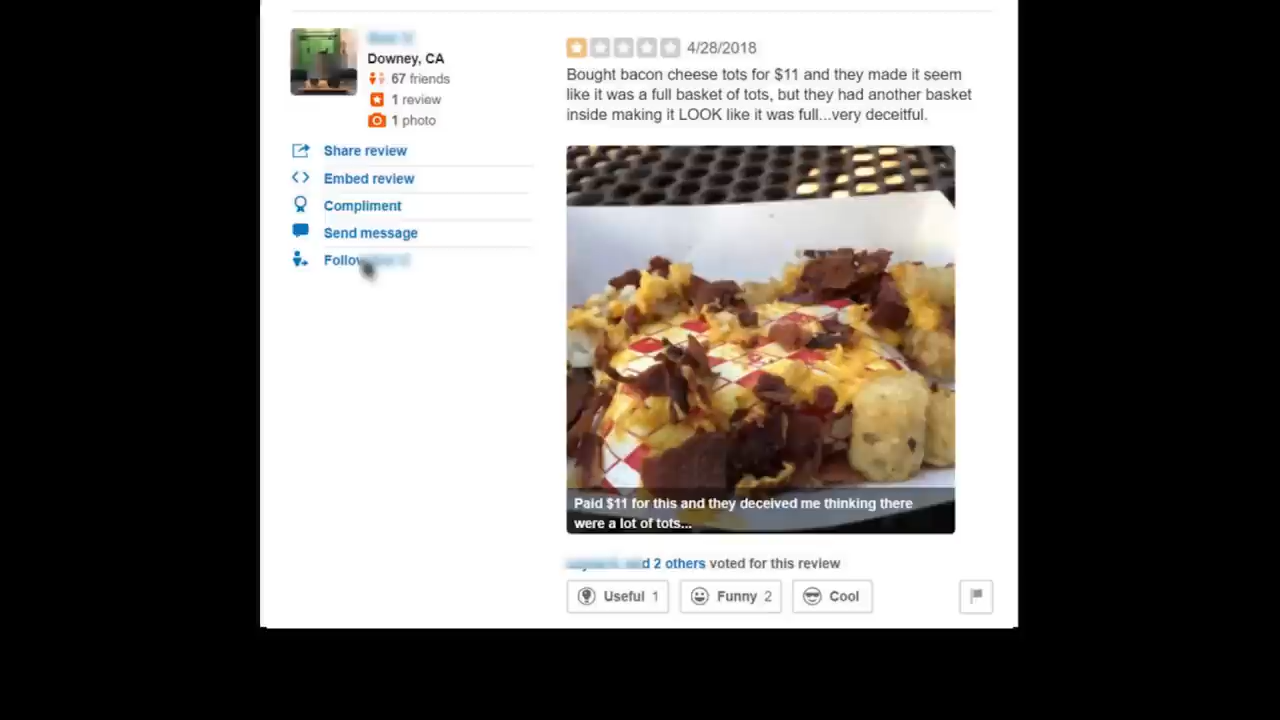 Downey, CA
67 friends
1 review
1 photo
Share review
Embed review
Compliment
Send message
Follow
4/28/2018
Bought bacon cheese tots for $11 and they made it seem
like it was a full basket of tots, but they had another basket
inside making it LOOK like it was full...very deceitful.
Paid $11 for this and they deceived me thinking there
were a lot of tots...
2 others voted for this review
Useful 1
Funny 2
Cool